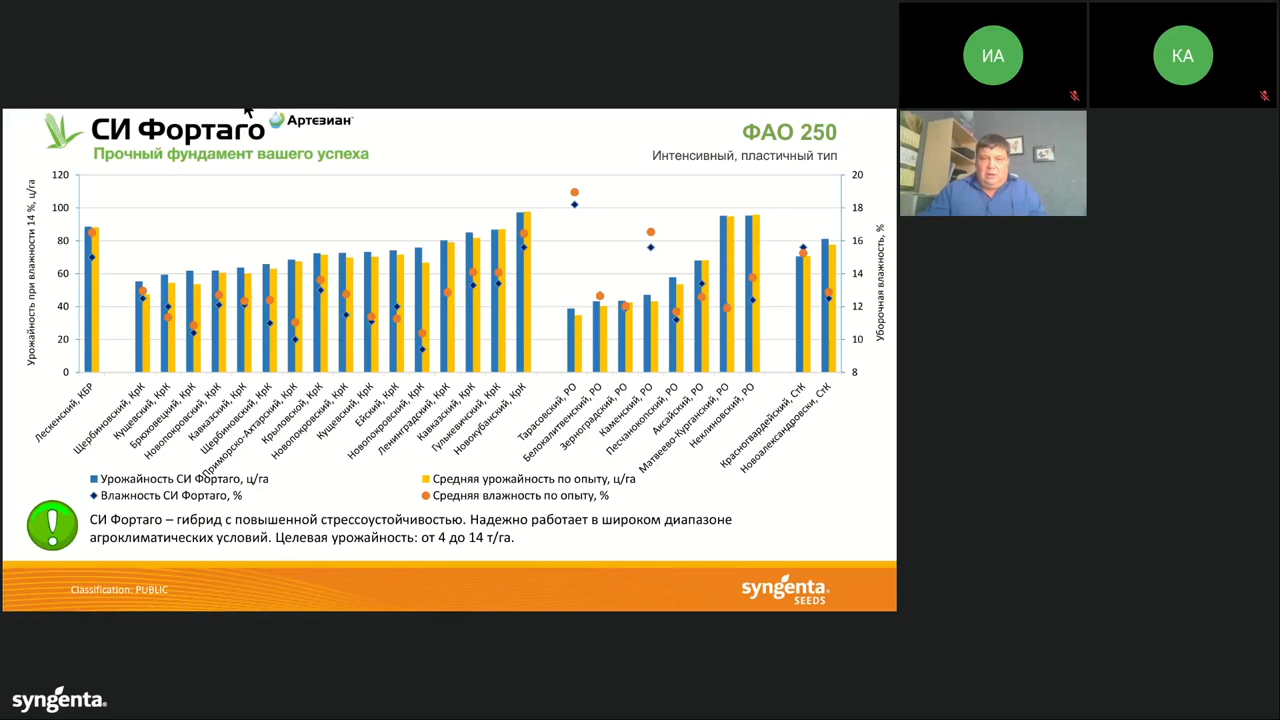 ИА
КА
СИ Фортаго
Артезиан
Прочный фундамент вашего успеха
ФАО 250
Интенсивный, пластичный тип
Урожайность при влажности 14 %, ц/га
120
100
80
60
40
20
0
20
18
16
14
12
10
8
Уборочная влажность, %
Лескенский, КБР
Щербиновский, КрК
Кущевский, КрК
Брюховецкий, КрК
Новопокровский, КрК
Кавказский, КрК
Щербиновский, КрК
Приморско-Ахтарский, КрК
Крыловской, КрК
Новопокровский, КрК
Кущевский, КрК
Ейский, КрК
Новопокровский, КрК
Ленинградский, КрК
Кавказский, КрК
Гулькевичский, КрК
Новокубанский, КрК
Тарасовский, РО
Белокалитвенский, РО
Зерноградский, РО
Каменский, РО
Песчанокопский, РО
Аксайский, РО
Матвеево-Курганский, РО
Неклиновский, РО
Красногвардейский, СтК
Новоалександровски, СтК
Урожайность СИ Фортаго, ц/га
Средняя урожайность по опыту, ц/га
Влажность СИ Фортаго, %
Средняя влажность по опыту, %
СИ Фортаго – гибрид с повышенной стрессоустойчивостью. Надежно работает в широком диапазоне
агроклиматических условий. Целевая урожайность: от 4 до 14 т/га.
Classification: PUBLIC
syngenta
SEEDS
syngenta